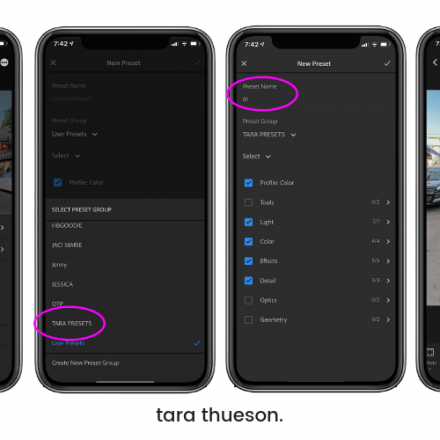 7:42
New Preset
Preset Name
Untitled Preset
Preset Group
User Presets
Select
Profile: Color
SELECT PRESET GROUP
HBGOODIE
JACI MARIE
Jenny
JESSICA
OTP
TARA PRESETS
User Presets
Create New Preset Group
7:42
New Preset
Preset Name
01
Preset Group
TARA PRESETS
Select
Profile: Color
Tools 0/2
Light 7/7
Color 4/4
Effects 5/5
Detail 3/3
Optics 0/2
Geometry 0/2
tara thueson.